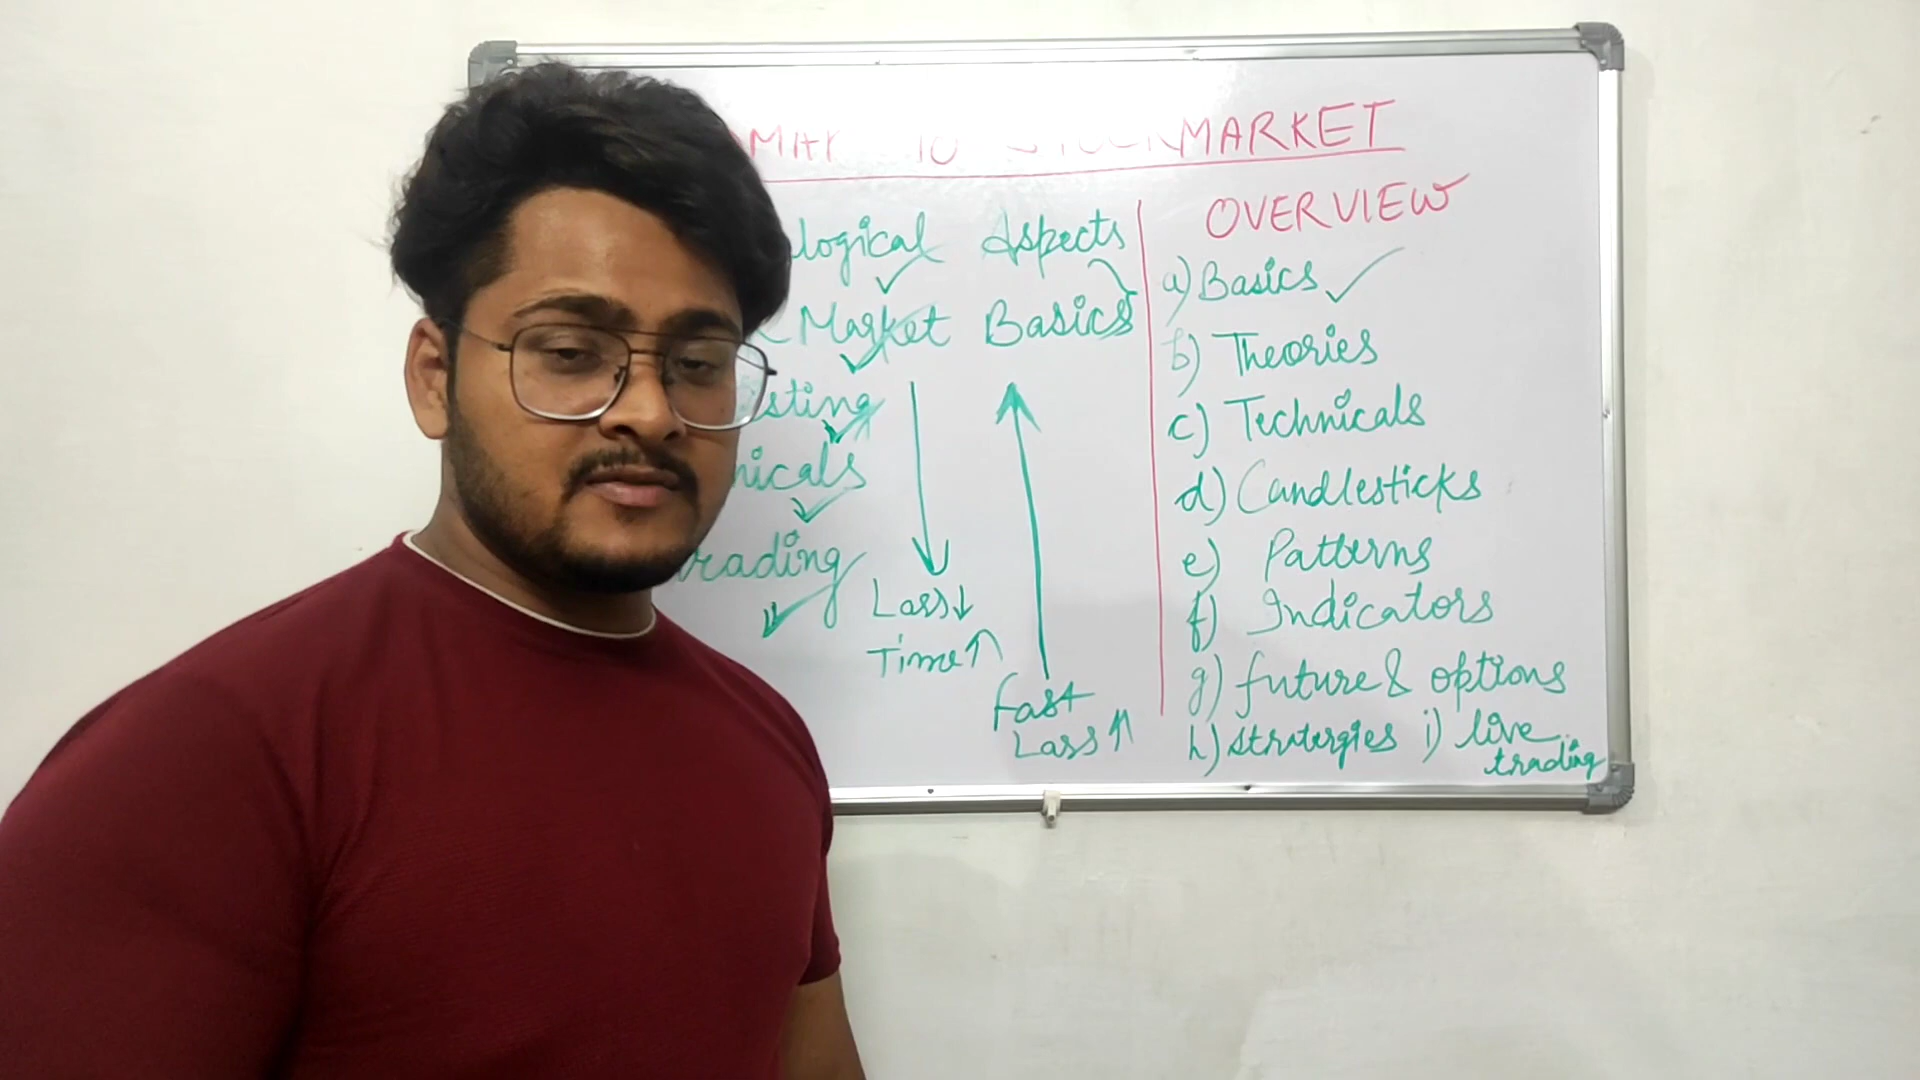 MARKET
logical Aspects
Market Basics
sting
nicals
rading
Loss↓
Time↑
fast
Loss⇑
OVERVIEW
a) Basics ✓
b) Theories
c) Technicals
d) Candlesticks
e) Patterns
f) Indicators
g) future & options
h) stratergies i) live
trading